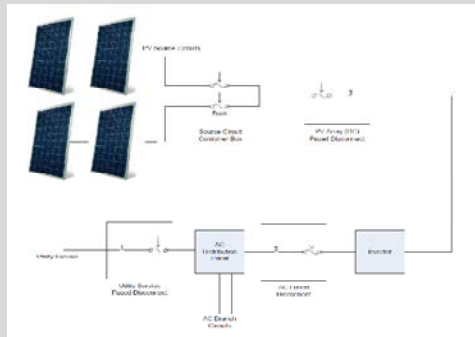 PV Source Circuits
Fuses
Source Circuit
Combiner Box
PV Array (DC)
Fused Disconnect
Utility Service
AC
Distribution
Panel
Inverter
Utility Service
Fused Disconnect
AC Fused
Disconnect
AC Branch
Circuits